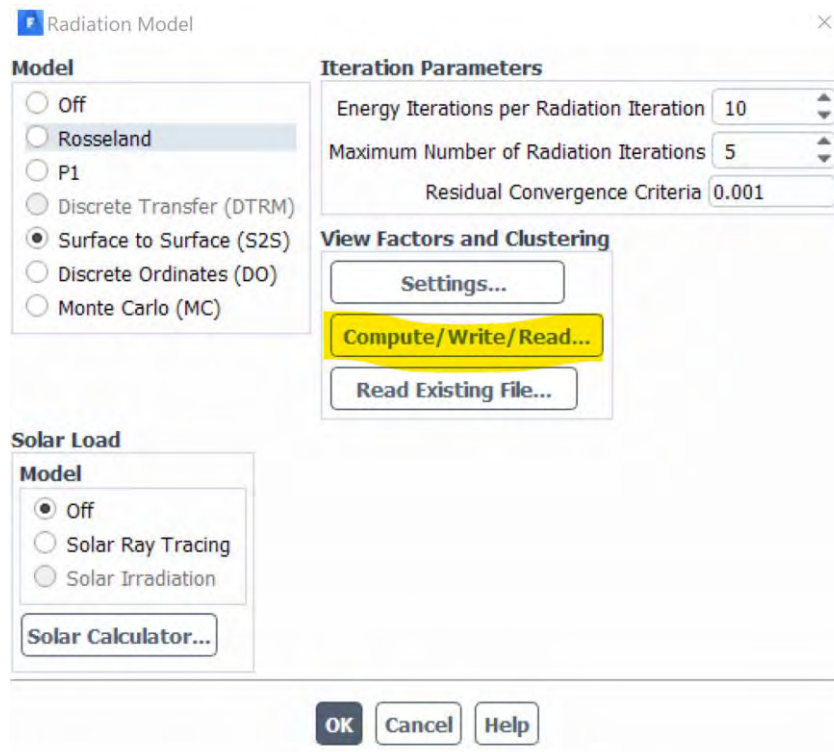 F Radiation Model
Model
Off
Rosseland
P1
Discrete Transfer (DTRM)
Surface to Surface (S2S)
Discrete Ordinates (DO)
Monte Carlo (MC)
Iteration Parameters
Energy Iterations per Radiation Iteration 10
Maximum Number of Radiation Iterations 5
Residual Convergence Criteria 0.001
View Factors and Clustering
Settings...
Compute/Write/Read...
Read Existing File...
Solar Load
Model
Off
Solar Ray Tracing
Solar Irradiation
Solar Calculator...
OK Cancel Help